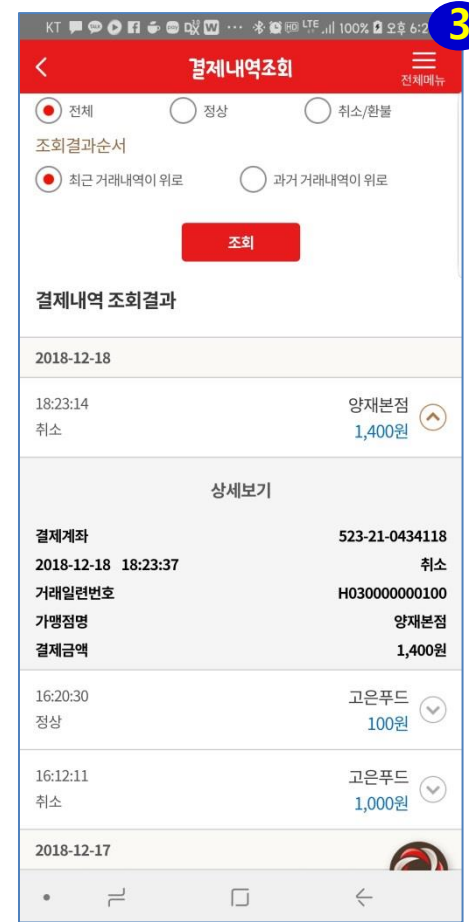 KT ... LTE 100% 오후 6:2
3
결제내역조회
전체메뉴
전체 정상 취소/환불
조회결과순서
최근 거래내역이 위로 과거 거래내역이 위로
조회
결제내역 조회결과
2018-12-18
18:23:14 양재본점
취소 1,400원
상세보기
결제계좌 523-21-0434118
2018-12-18 18:23:37 취소
거래일련번호 H030000000100
가맹점명 양재본점
결제금액 1,400원
16:20:30 고은푸드
정상 100원
16:12:11 고은푸드
취소 1,000원
2018-12-17